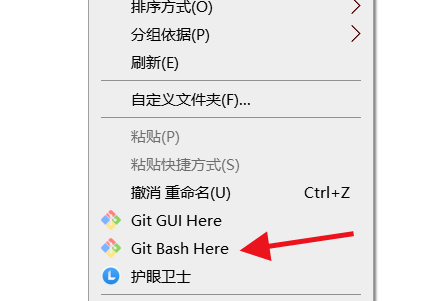 排序方式(O)
分组依据(P)
刷新(E)
自定义文件夹(F)...
粘贴(P)
粘贴快捷方式(S)
撤消 重命名(U) Ctrl+Z
Git GUI Here
Git Bash Here
护眼卫士